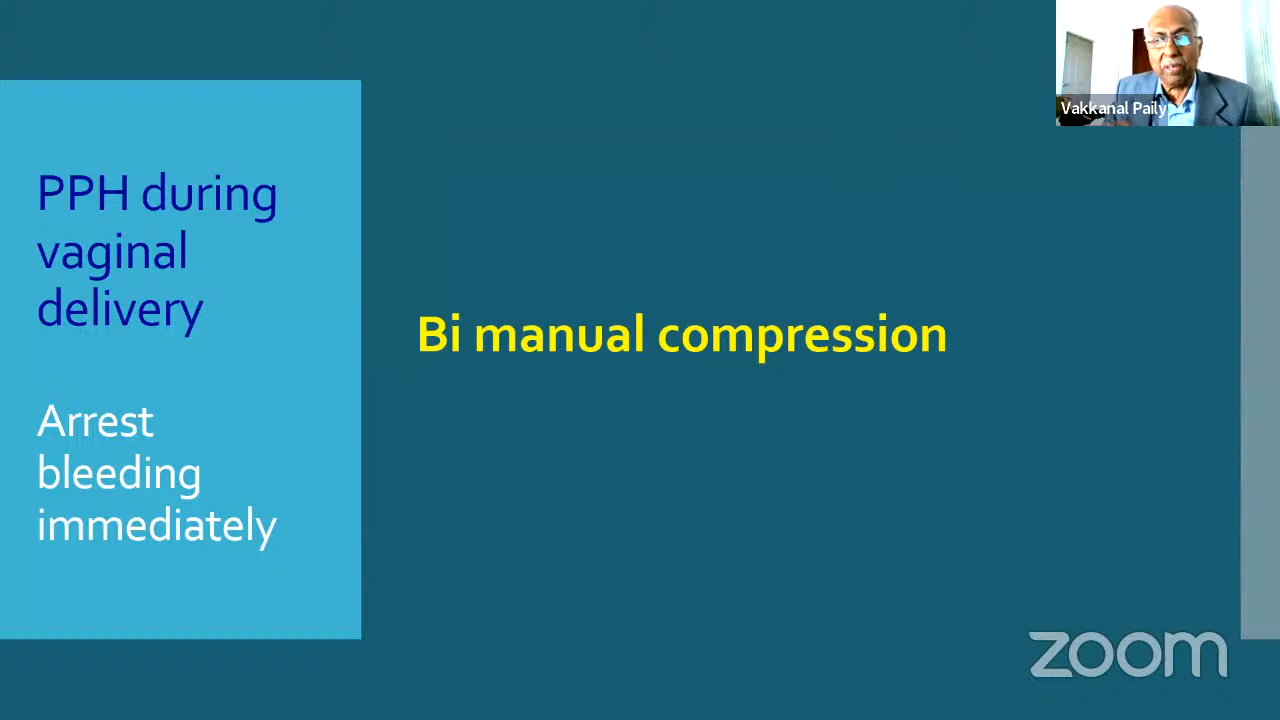 Vakkanal Paily
PPH during
vaginal
delivery
Arrest
bleeding
immediately
Bi manual compression
zoom